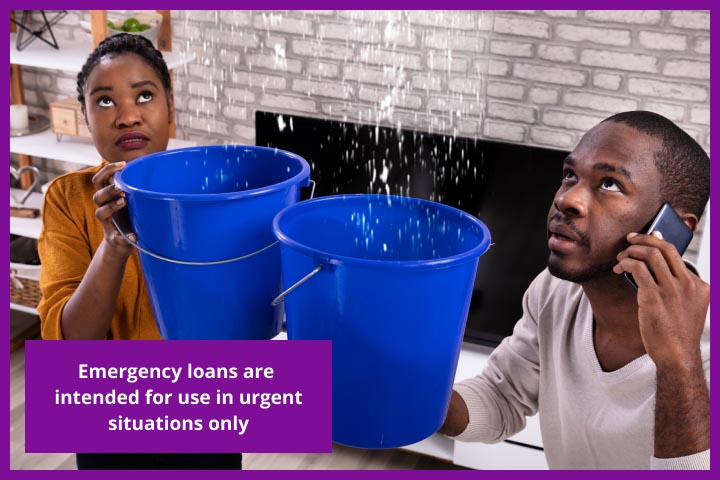 Emergency loans are
intended for use in urgent
situations only